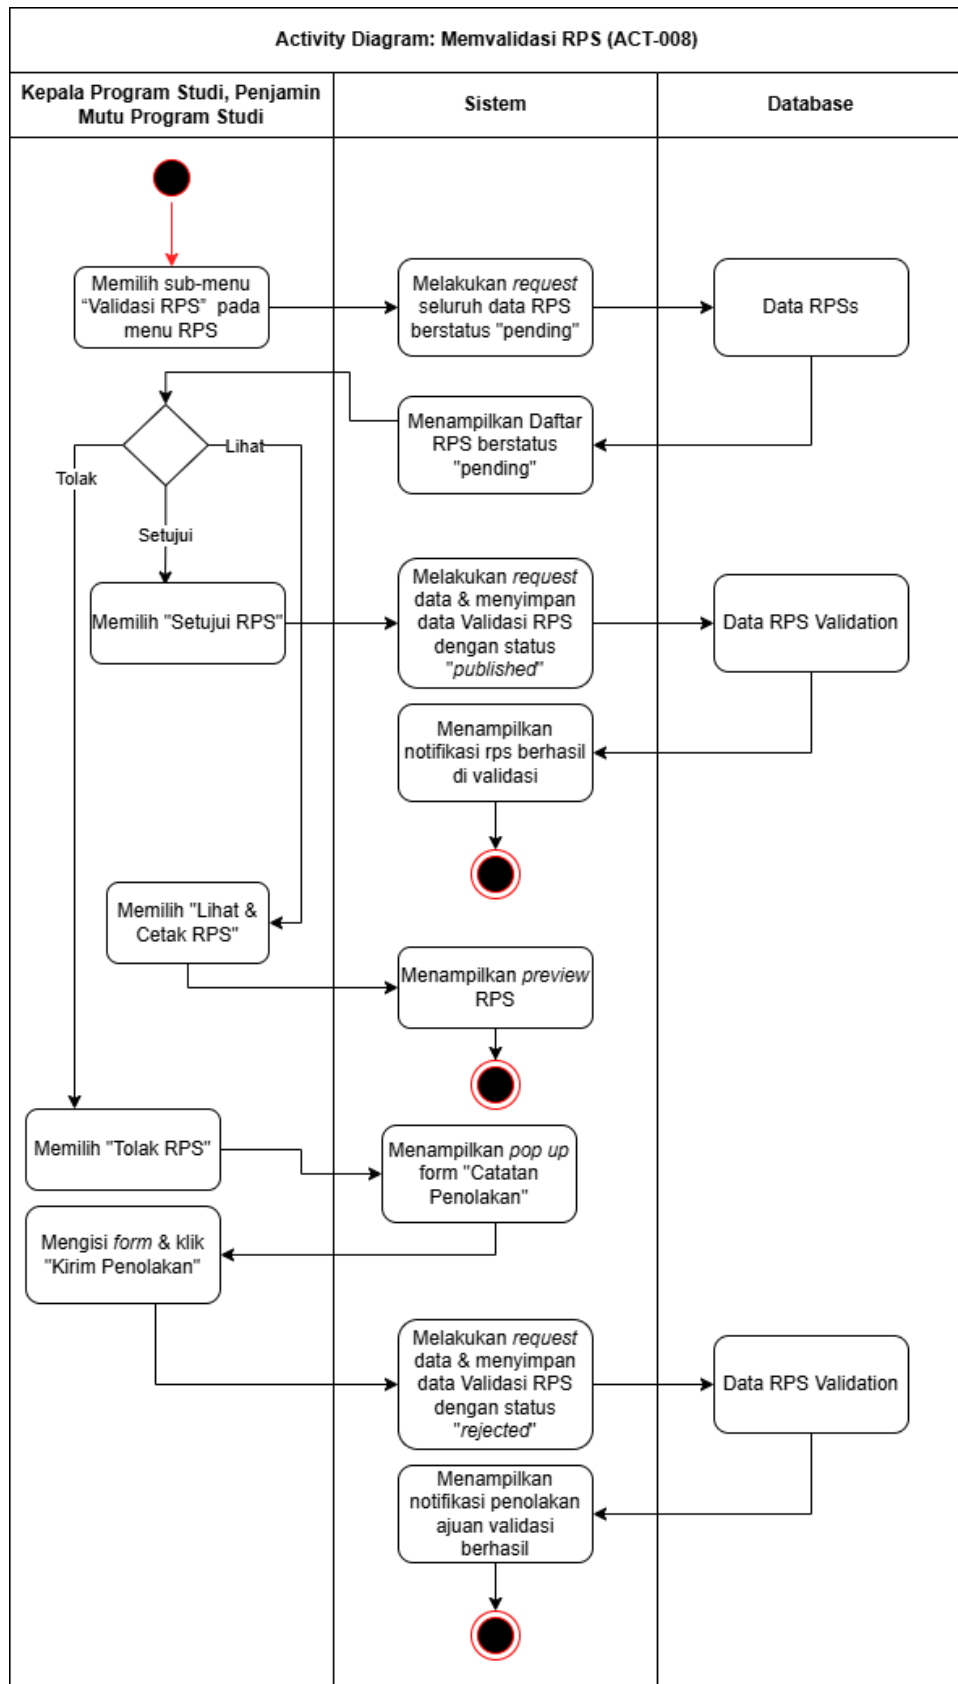 Activity Diagram: Memvalidasi RPS (ACT-008)
Kepala Program Studi, Penjamin
Mutu Program Studi
Sistem
Database
Memilih sub-menu
“Validasi RPS” pada
menu RPS
Melakukan request
seluruh data RPS
berstatus "pending"
Data RPSs
Menampilkan Daftar
RPS berstatus
"pending"
Lihat
Tolak
Setujui
Memilih "Setujui RPS"
Melakukan request
data & menyimpan
data Validasi RPS
dengan status
"published"
Data RPS Validation
Menampilkan
notifikasi rps berhasil
di validasi
Memilih "Lihat &
Cetak RPS"
Menampilkan preview
RPS
Memilih "Tolak RPS"
Menampilkan pop up
form "Catatan
Penolakan"
Mengisi form & klik
"Kirim Penolakan"
Melakukan request
data & menyimpan
data Validasi RPS
dengan status
"rejected"
Data RPS Validation
Menampilkan
notifikasi penolakan
ajuan validasi
berhasil